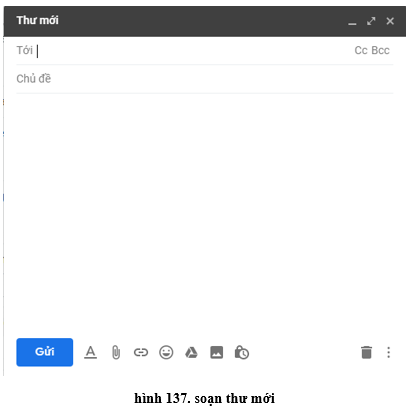 Thư mới
Tới Cc Bcc
Chủ đề
Gửi
hình 137. soạn thư mới